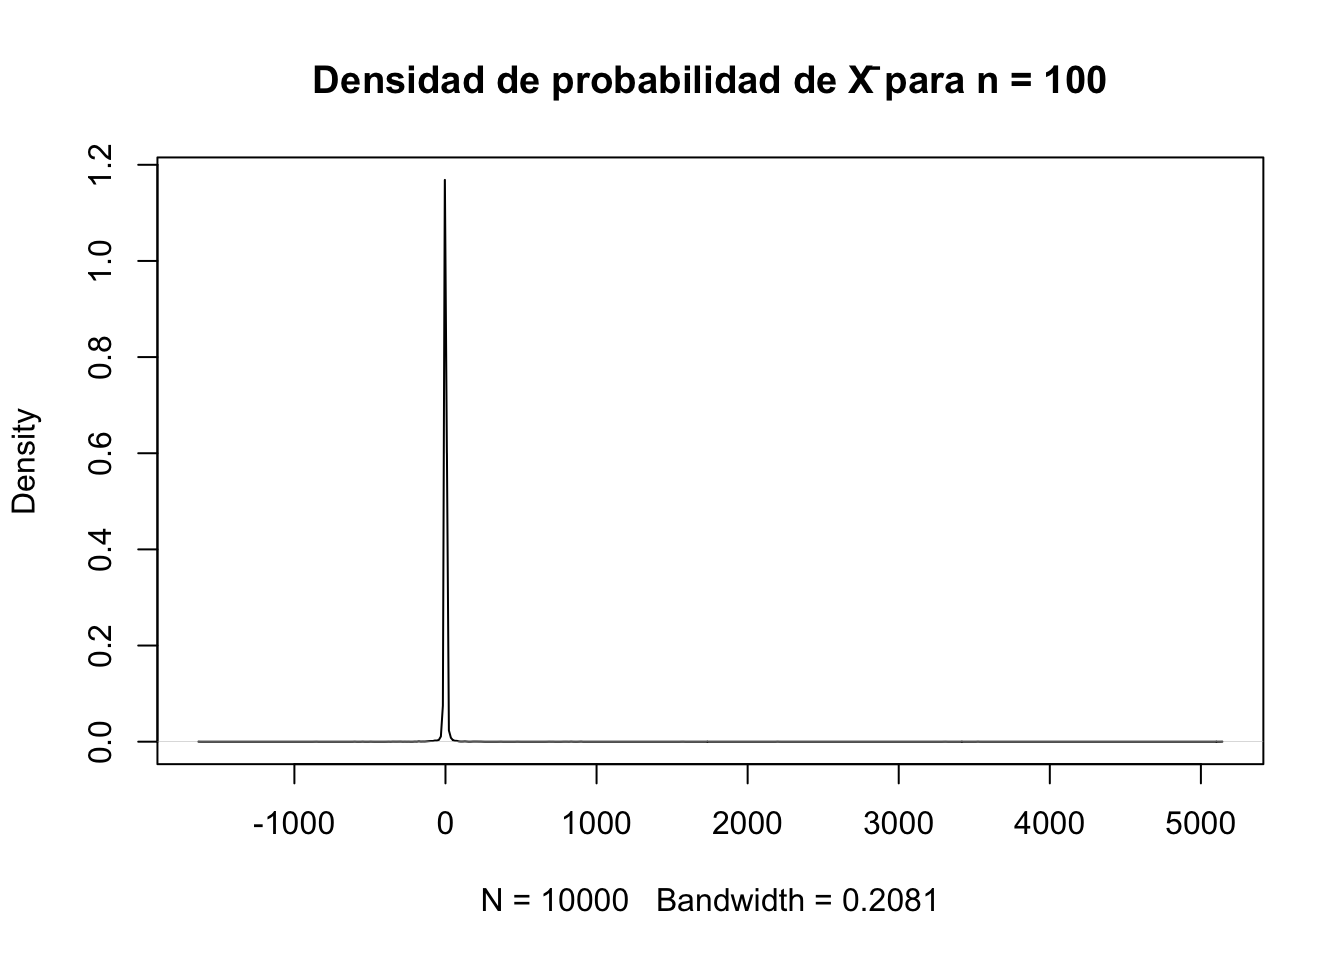 Densidad de probabilidad de X̄ para n = 100
Density
1.2
1.0
0.8
0.6
0.4
0.2
0.0
-1000 0 1000 2000 3000 4000 5000
N = 10000 Bandwidth = 0.2081